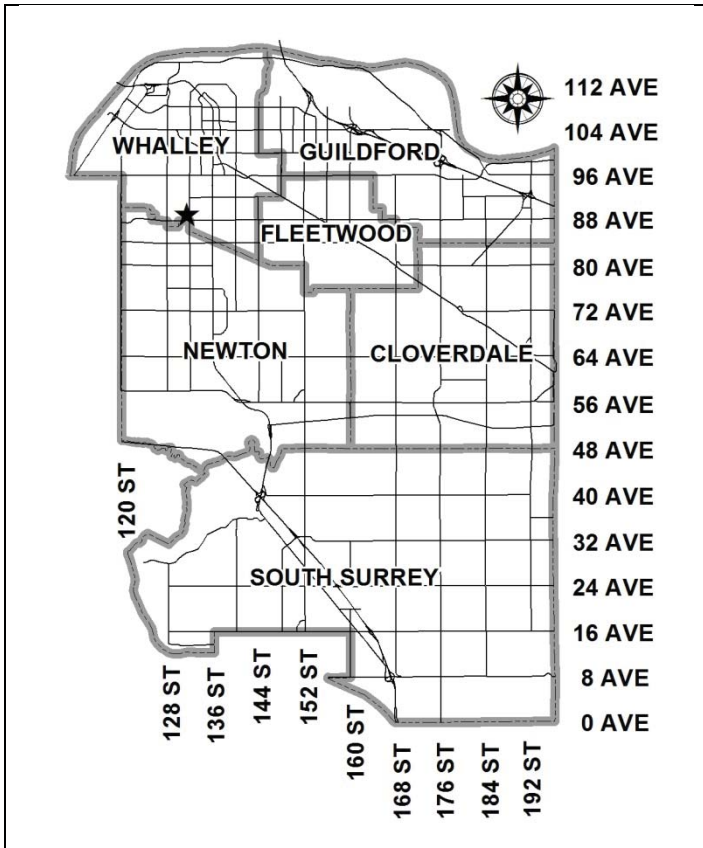 112 AVE
104 AVE
WHALLEY
GUILDFORD
96 AVE
88 AVE
FLEETWOOD
80 AVE
72 AVE
NEWTON
CLOVERDALE
64 AVE
56 AVE
48 AVE
120 ST
40 AVE
32 AVE
SOUTH SURREY
24 AVE
16 AVE
8 AVE
0 AVE
128 ST
136 ST
144 ST
152 ST
160 ST
168 ST
176 ST
184 ST
192 ST